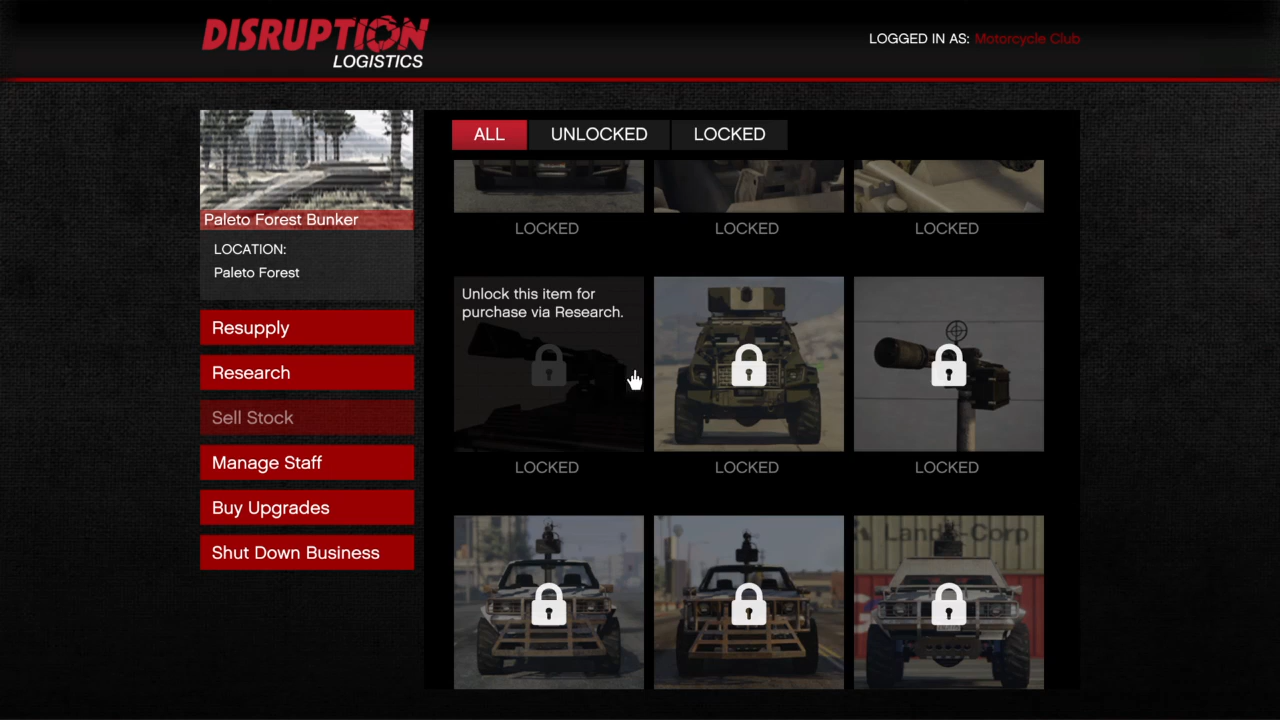 DISRUPTION
LOGISTICS
LOGGED IN AS: Motorcycle Club
Paleto Forest Bunker
LOCATION:
Paleto Forest
Resupply
Research
Sell Stock
Manage Staff
Buy Upgrades
Shut Down Business
ALL
UNLOCKED
LOCKED
LOCKED
LOCKED
LOCKED
Unlock this item for
purchase via Research.
LOCKED
LOCKED
LOCKED